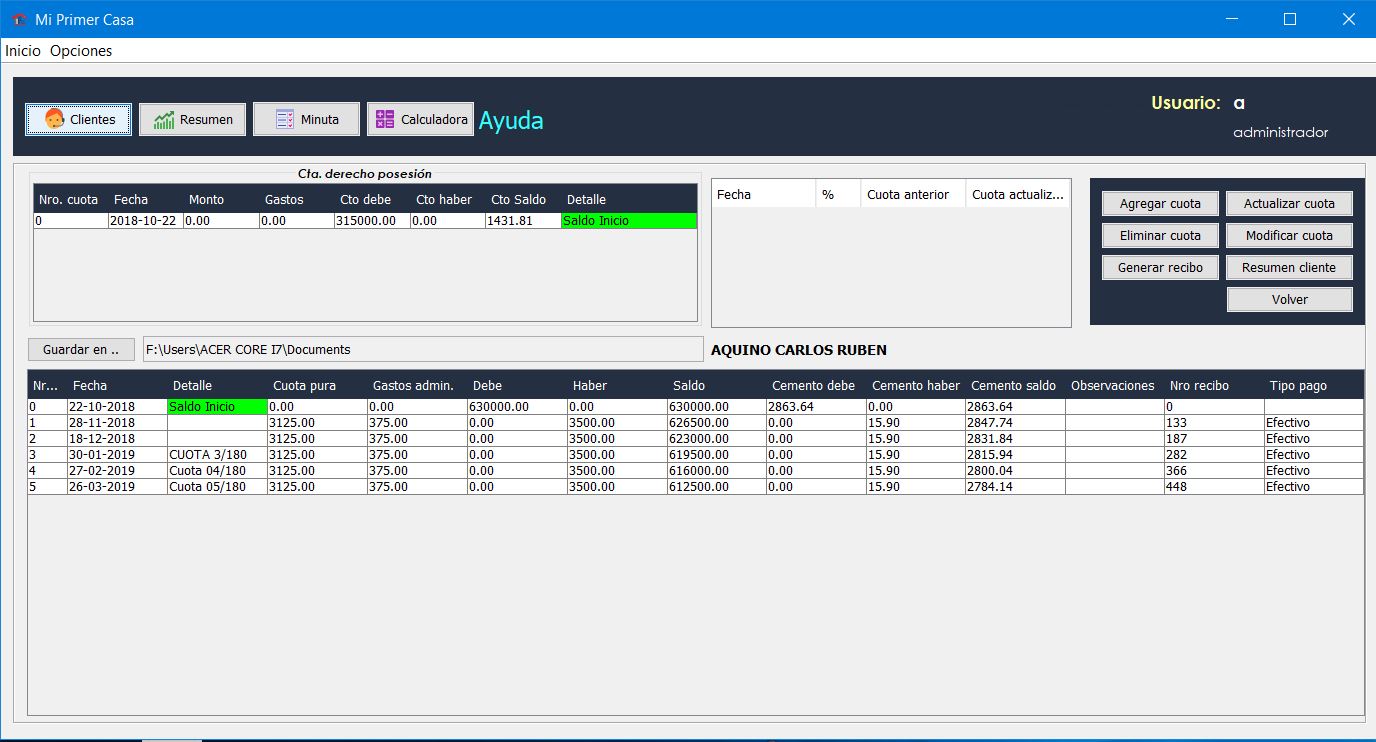 Mi Primer Casa
Inicio Opciones
Clientes Resumen Minuta Calculadora Ayuda
Usuario: a
administrador
Cta. derecho posesión
Nro. cuota Fecha Monto Gastos Cto debe Cto haber Cto Saldo Detalle
0 2018-10-22 0.00 0.00 315000.00 0.00 1431.81 Saldo Inicio
Fecha % Cuota anterior Cuota actualiz...
Agregar cuota Actualizar cuota
Eliminar cuota Modificar cuota
Generar recibo Resumen cliente
Volver
Guardar en .. F:\Users\ACER CORE I7\Documents AQUINO CARLOS RUBEN
Nr... Fecha Detalle Cuota pura Gastos admin. Debe Haber Saldo Cemento debe Cemento haber Cemento saldo Observaciones Nro recibo Tipo pago
0 22-10-2018 Saldo Inicio 0.00 0.00 630000.00 0.00 630000.00 2863.64 0.00 2863.64 0
1 28-11-2018 3125.00 375.00 0.00 3500.00 626500.00 0.00 15.90 2847.74 133 Efectivo
2 18-12-2018 3125.00 375.00 0.00 3500.00 623000.00 0.00 15.90 2831.84 187 Efectivo
3 30-01-2019 CUOTA 3/180 3125.00 375.00 0.00 3500.00 619500.00 0.00 15.90 2815.94 282 Efectivo
4 27-02-2019 Cuota 04/180 3125.00 375.00 0.00 3500.00 616000.00 0.00 15.90 2800.04 366 Efectivo
5 26-03-2019 Cuota 05/180 3125.00 375.00 0.00 3500.00 612500.00 0.00 15.90 2784.14 448 Efectivo